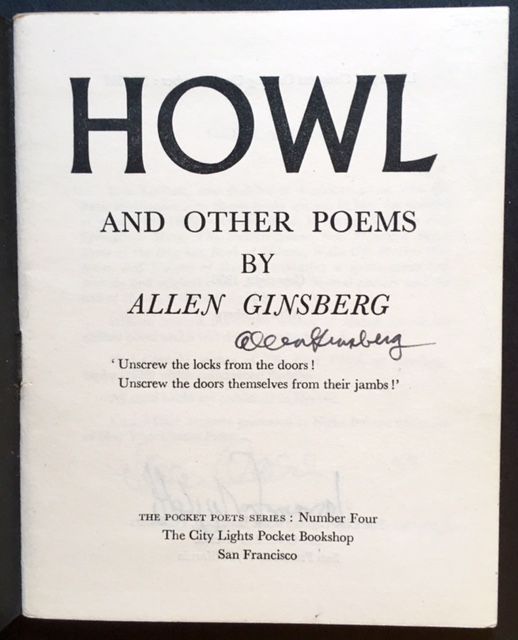 HOWL
AND OTHER POEMS
BY
ALLEN GINSBERG
Allen Ginsberg
‘Unscrew the locks from the doors !
Unscrew the doors themselves from their jambs !’
THE POCKET POETS SERIES : Number Four
The City Lights Pocket Bookshop
San Francisco